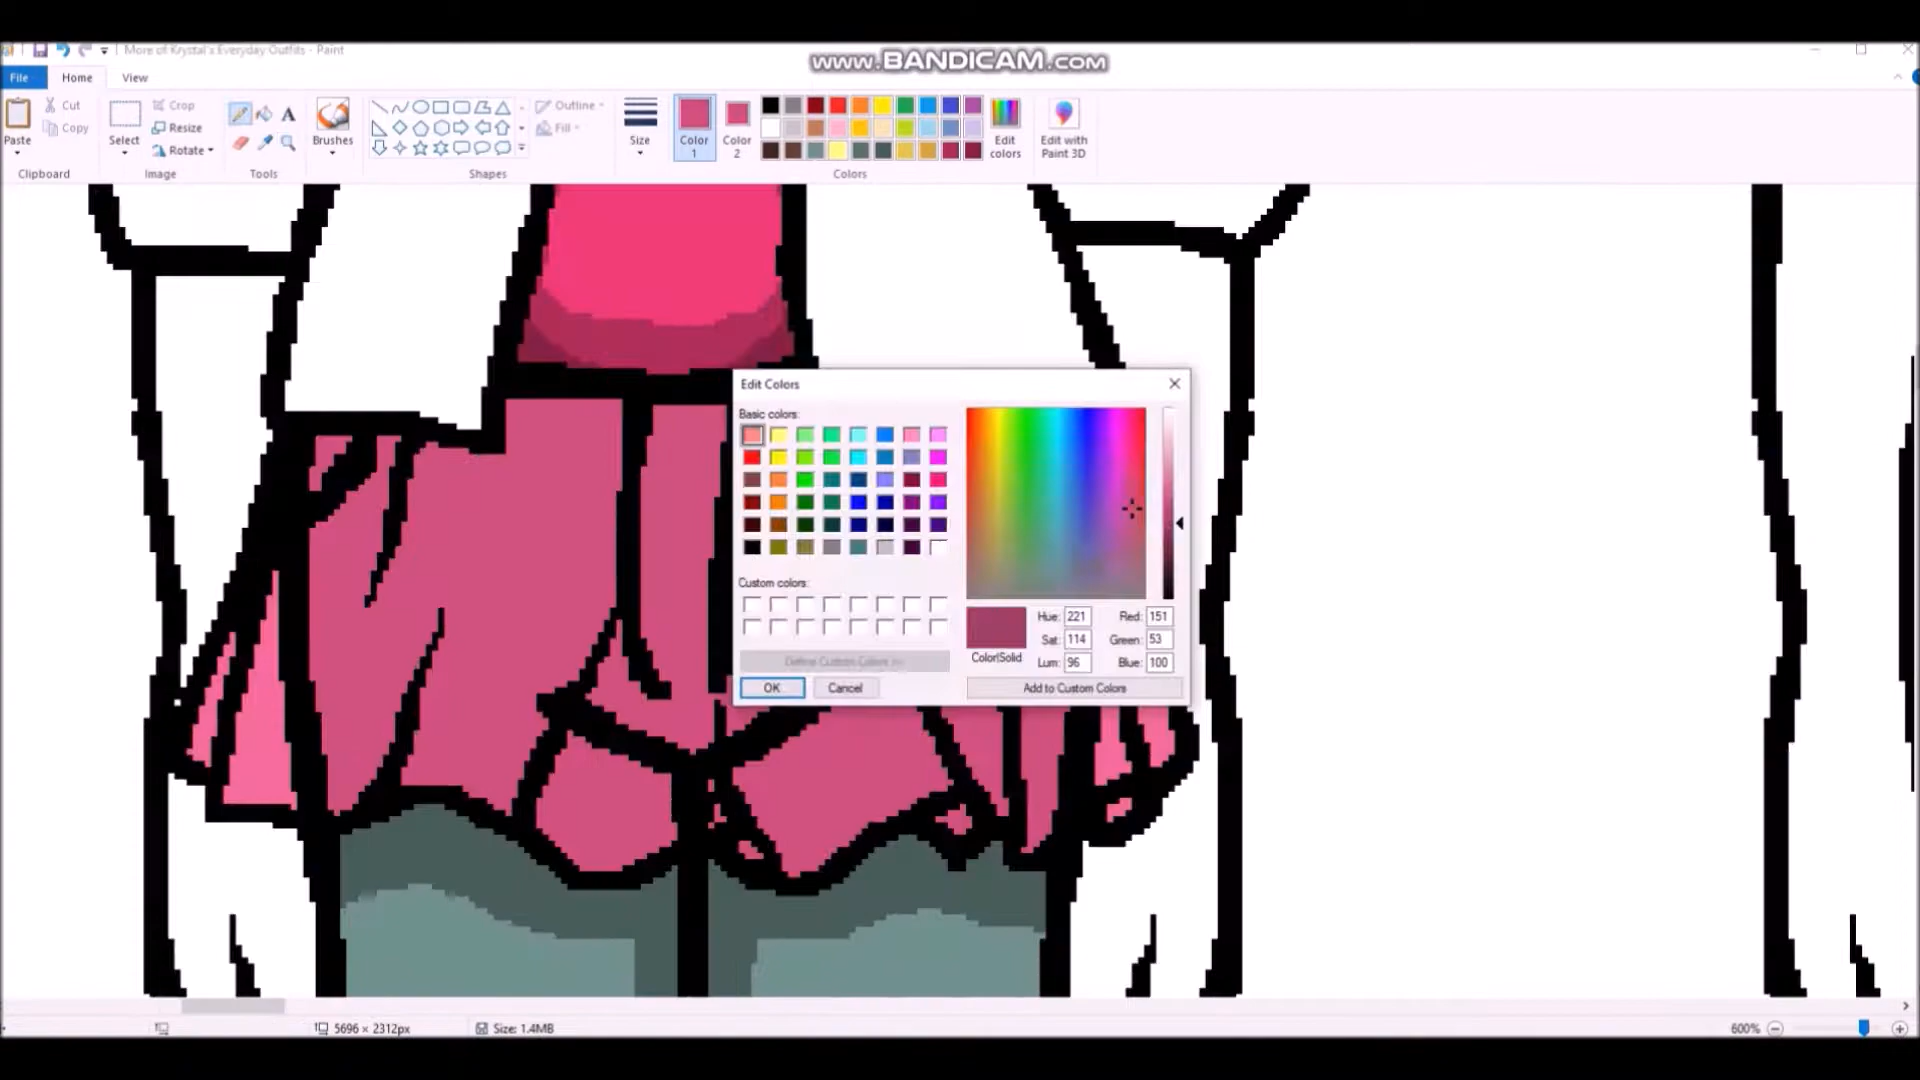 More of Krystal's Everyday Outfits - Paint
www.BANDICAM.com
File
Home
View
Paste
Cut
Copy
Clipboard
Select
Crop
Resize
Rotate
Image
A
Tools
Brushes
Outline
Fill
Shapes
Size
Color
1
Color
2
Edit
colors
Edit with
Paint 3D
Colors
Edit Colors
Basic colors:
Custom colors:
Define Custom Colors >>
OK
Cancel
Color|Solid
Hue: 221
Sat: 114
Lum: 96
Red: 151
Green: 53
Blue: 100
Add to Custom Colors
5696 × 2312px
Size: 1.4MB
600%